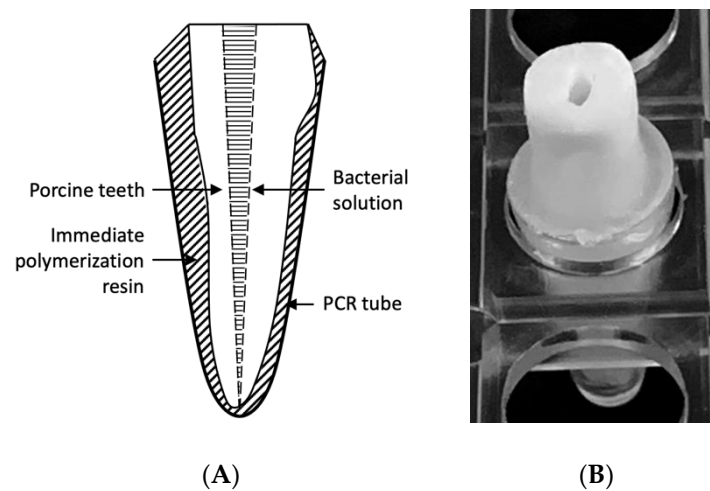 Porcine teeth
Bacterial
solution
Immediate
polymerization
resin
PCR tube
(A)
(B)